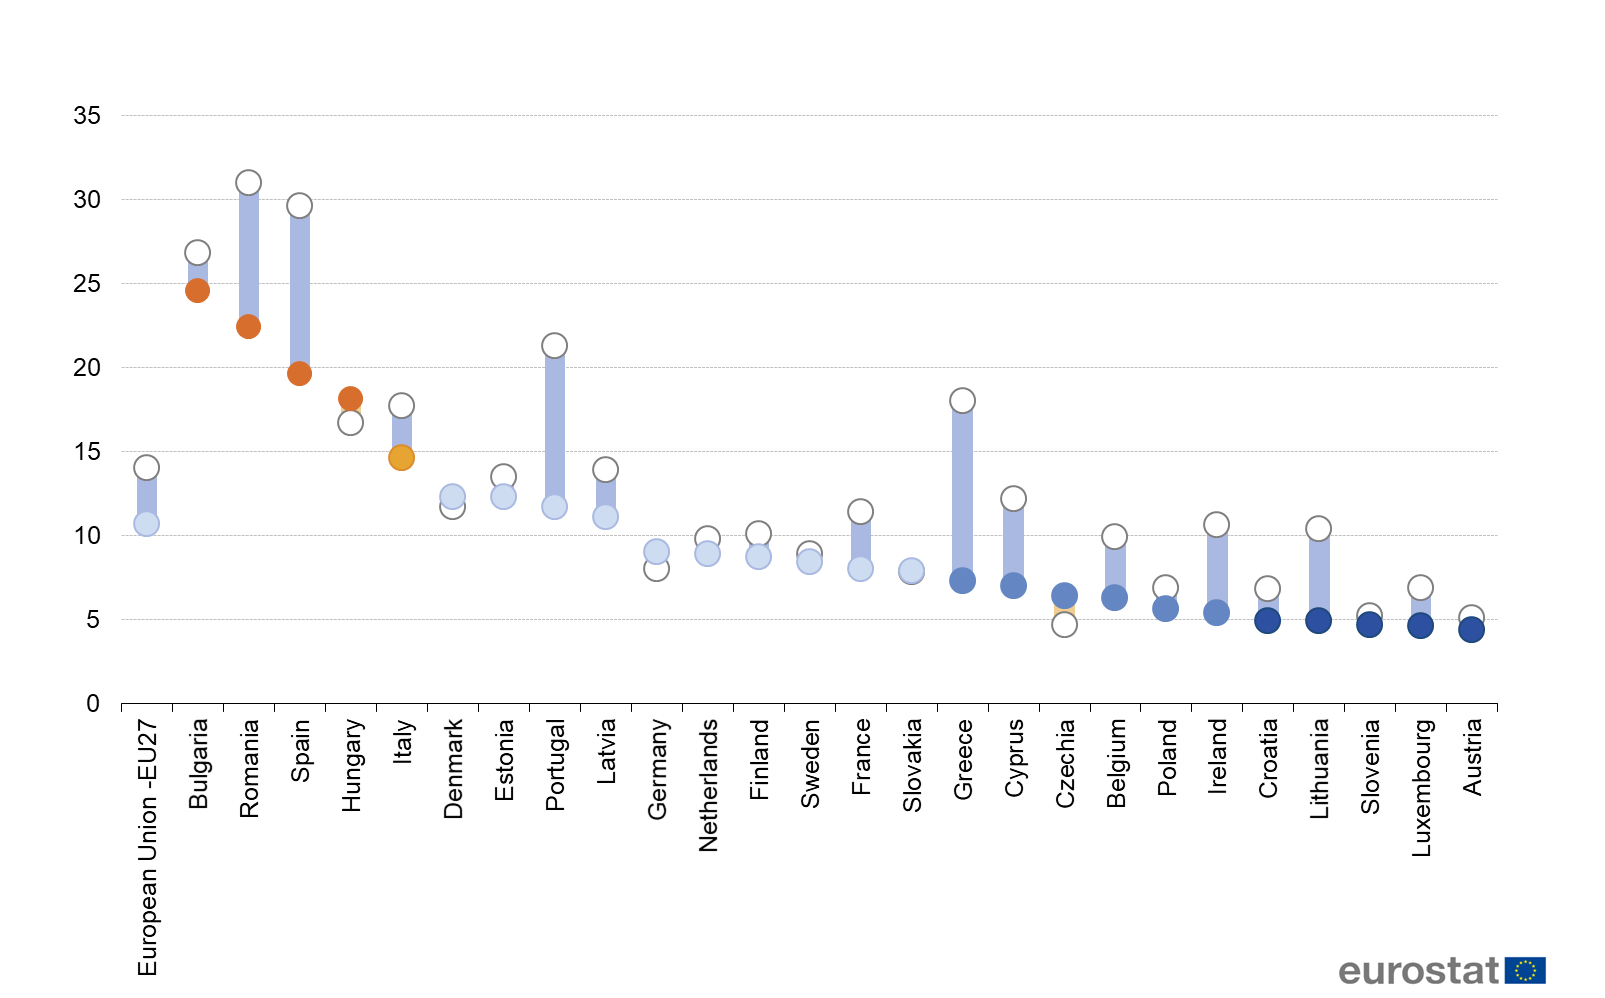 35
30
25
20
15
10
5
0
European Union -EU27
Bulgaria
Romania
Spain
Hungary
Italy
Denmark
Estonia
Portugal
Latvia
Germany
Netherlands
Finland
Sweden
France
Slovakia
Greece
Cyprus
Czechia
Belgium
Poland
Ireland
Croatia
Lithuania
Slovenia
Luxembourg
Austria
eurostat